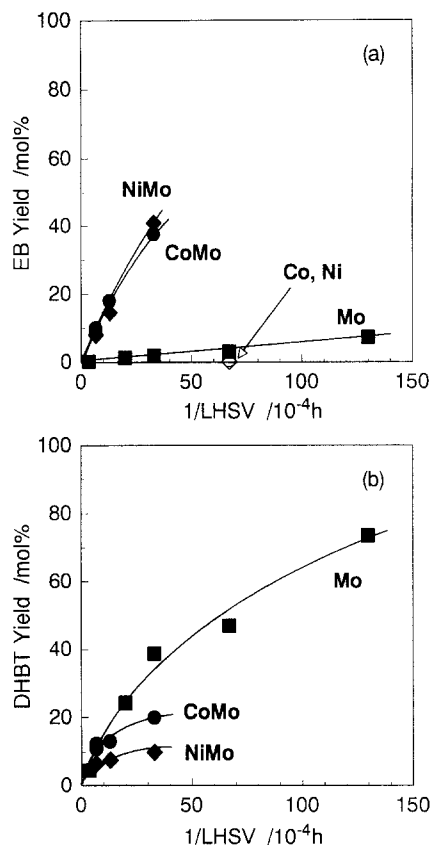 100
(a)
80
EB Yield /mol%
60
NiMo
40
CoMo
Co, Ni
20
Mo
0
0 50 100 150
1/LHSV /10⁻⁴h
100
(b)
80
DHBT Yield /mol%
60
Mo
40
CoMo
20
NiMo
0
0 50 100 150
1/LHSV /10⁻⁴h